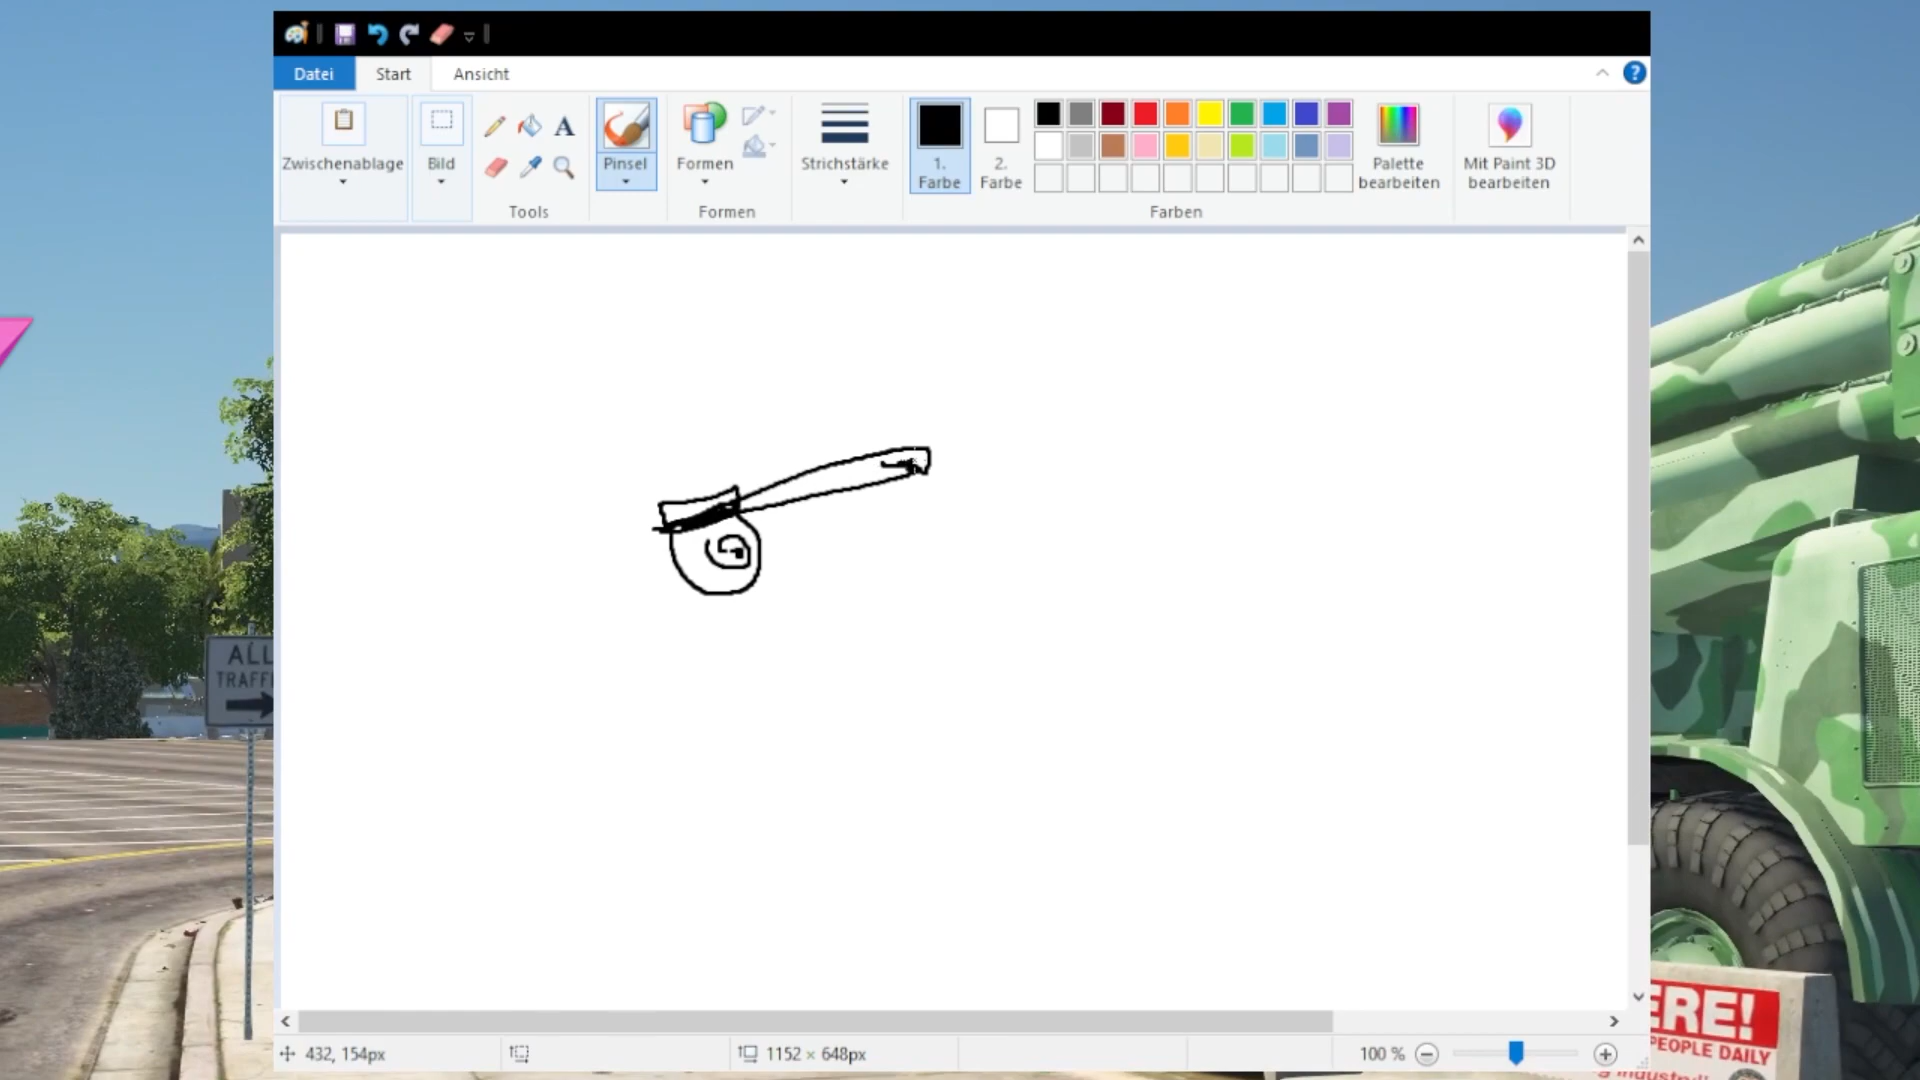 Datei Start Ansicht
Zwischenablage Bild Pinsel Formen Strichstärke 1. Farbe 2. Farbe Palette bearbeiten Mit Paint 3D bearbeiten
Tools Formen Farben
ALL
TRAFFI
ERE!
PEOPLE DAILY
432, 154px 1152 × 648px 100 %